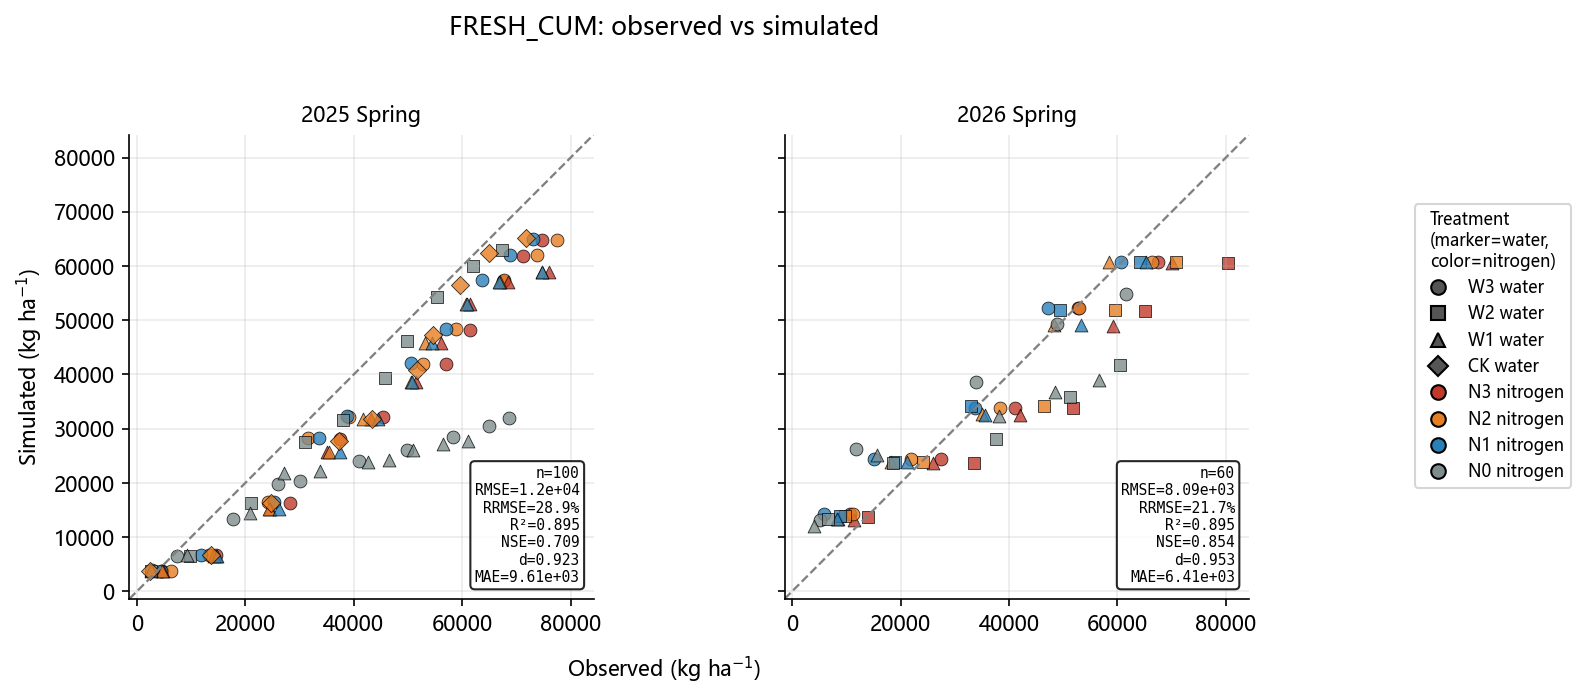 FRESH_CUM: observed vs simulated
2025 Spring
2026 Spring
Simulated (kg ha⁻¹)
80000
70000
60000
50000
40000
30000
20000
10000
0
n=100
RMSE=1.2e+04
RRMSE=28.9%
R²=0.895
NSE=0.709
d=0.923
MAE=9.61e+03
n=60
RMSE=8.09e+03
RRMSE=21.7%
R²=0.895
NSE=0.854
d=0.953
MAE=6.41e+03
0 20000 40000 60000 80000
0 20000 40000 60000 80000
Observed (kg ha⁻¹)
Treatment
(marker=water,
color=nitrogen)
W3 water
W2 water
W1 water
CK water
N3 nitrogen
N2 nitrogen
N1 nitrogen
N0 nitrogen